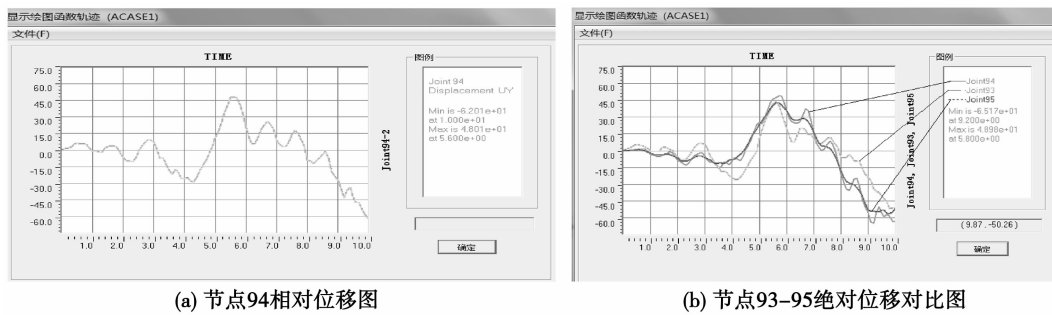 显示绘图函数轨迹 (ACASE1)
文件(F)
TIME
75.0
60.0
45.0
30.0
15.0
0.0
-15.0
-30.0
-45.0
-60.0
1.0 2.0 3.0 4.0 5.0 6.0 7.0 8.0 9.0 10.0
Joint94-2
图例
Joint 94
Displacement UY
Min is -6.201e+01
at 1.000e+01
Max is 4.801e+01
at 5.600e+00
确定
(a) 节点94相对位移图
显示绘图函数轨迹 (ACASE1)
文件(F)
TIME
75.0
60.0
45.0
30.0
15.0
0.0
-15.0
-30.0
-45.0
-60.0
1.0 2.0 3.0 4.0 5.0 6.0 7.0 8.0 9.0 10.0
Joint94, Joint93, Joint95
图例
Joint94
Joint93
Joint95
Min is -6.517e+01
at 9.200e+00
Max is 4.898e+01
at 5.800e+00
(9.87 , -50.26)
确定
(b) 节点93-95绝对位移对比图